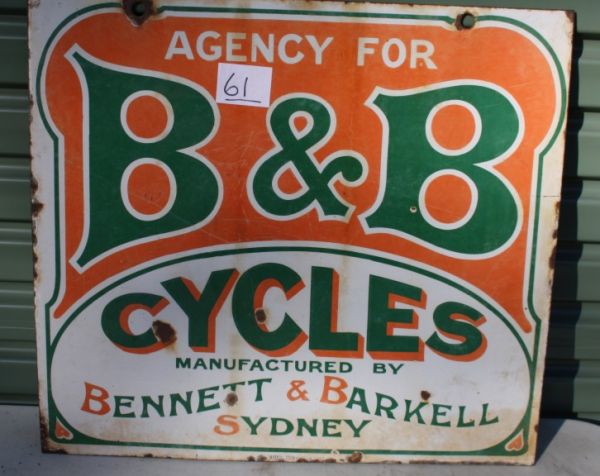 AGENCY FOR
61
B & B
CYCLES
MANUFACTURED BY
BENNETT & BARKELL
SYDNEY